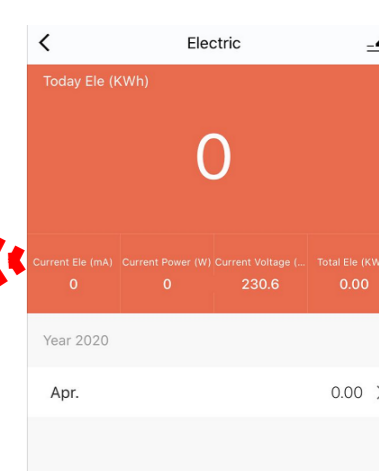 Electric
Today Ele (KWh)
0
Current Ele (mA) Current Power (W) Current Voltage (... Total Ele (KW
0 0 230.6 0.00
Year 2020
Apr. 0.00